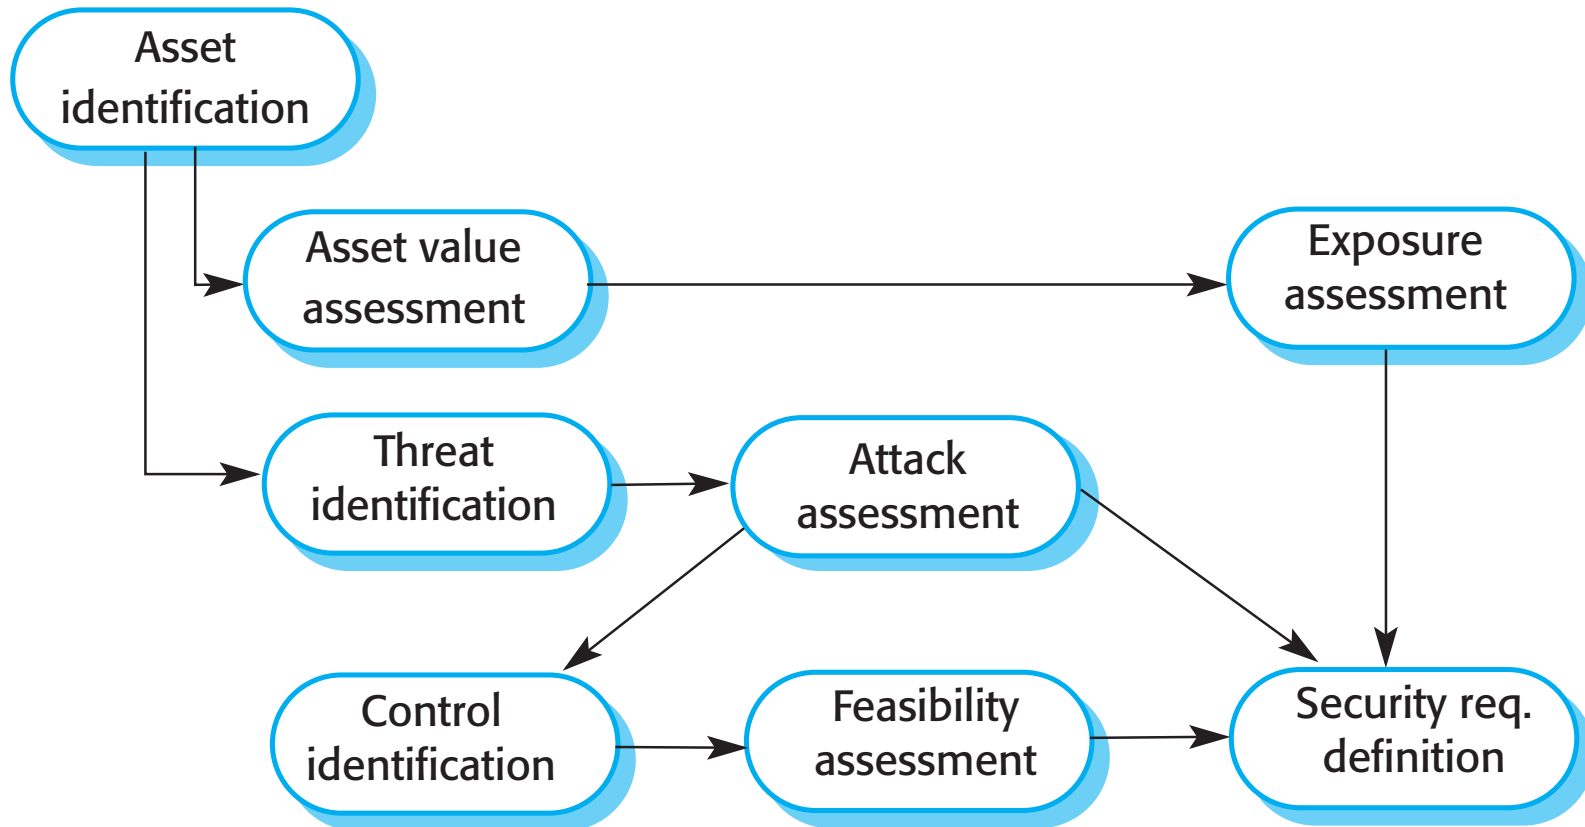 Asset
identification
Asset value
assessment
Exposure
assessment
Threat
identification
Attack
assessment
Control
identification
Feasibility
assessment
Security req.
definition